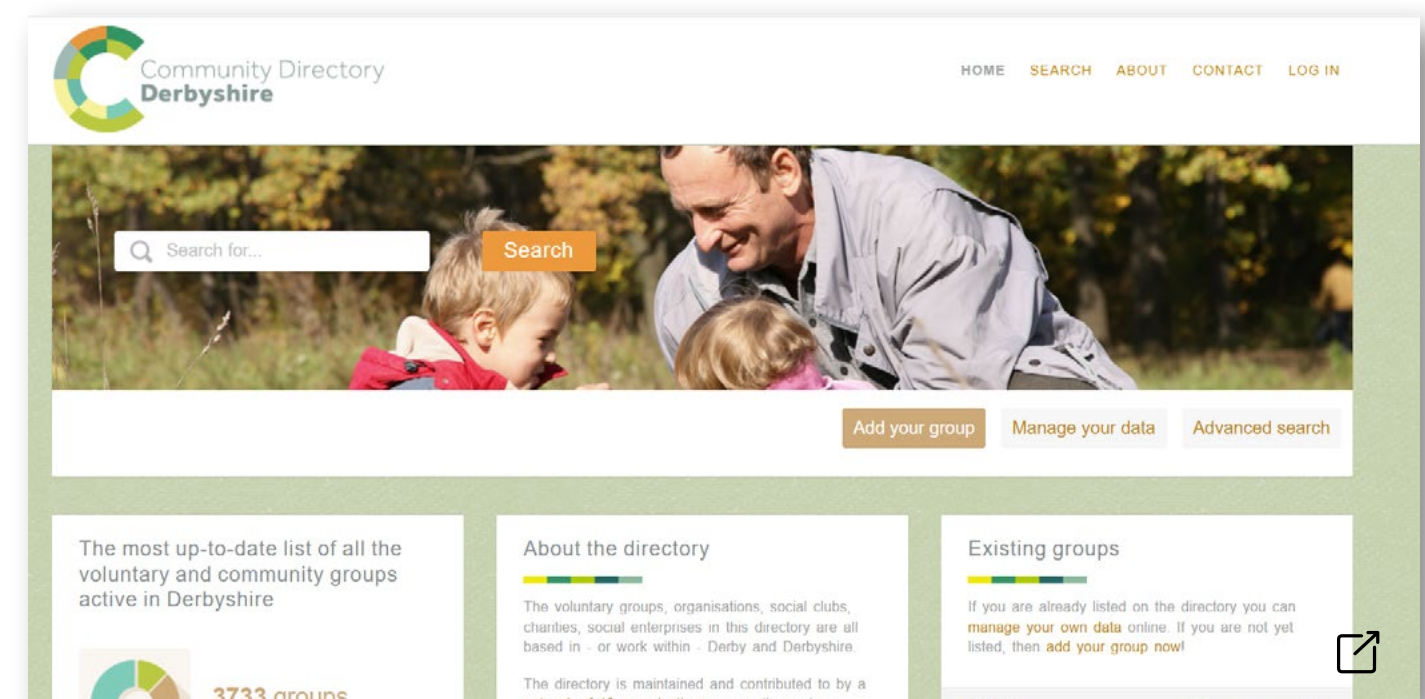 Community Directory
Derbyshire
HOME SEARCH ABOUT CONTACT LOG IN
Search for...
Search
Add your group
Manage your data
Advanced search
The most up-to-date list of all the
voluntary and community groups
active in Derbyshire
3733 groups
About the directory
The voluntary groups, organisations, social clubs,
charities, social enterprises in this directory are all
based in - or work within - Derby and Derbyshire.
The directory is maintained and contributed to by a
Existing groups
If you are already listed on the directory you can
manage your own data online. If you are not yet
listed, then add your group now!